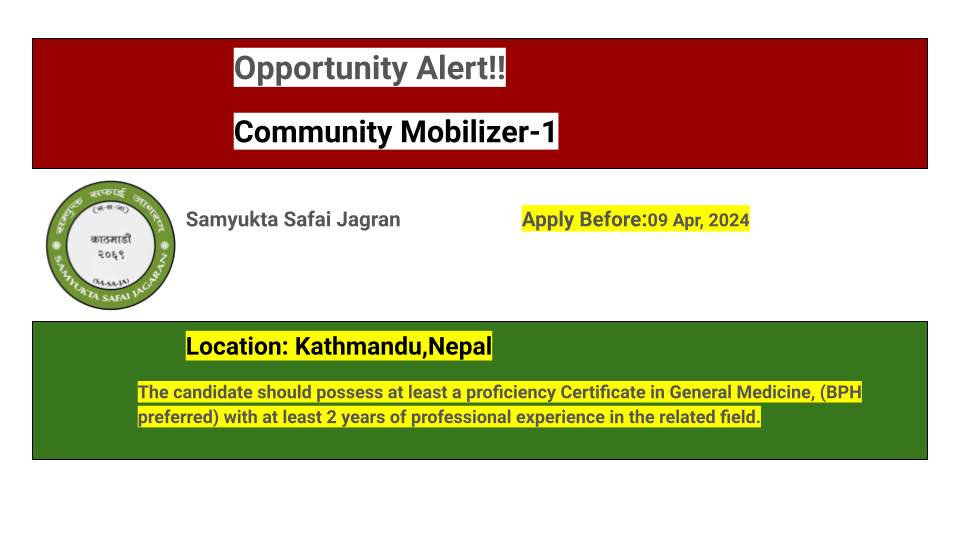 Opportunity Alert!!
Community Mobilizer-1
संयुक्त सफाई जागरण
(स-स-जा)
काठमाडौं
२०६९
(SA-SA-JA)
SAMYUKTA SAFAI JAGARAN
Samyukta Safai Jagran
Apply Before:09 Apr, 2024
Location: Kathmandu,Nepal
The candidate should possess at least a proficiency Certificate in General Medicine, (BPH
preferred) with at least 2 years of professional experience in the related field.